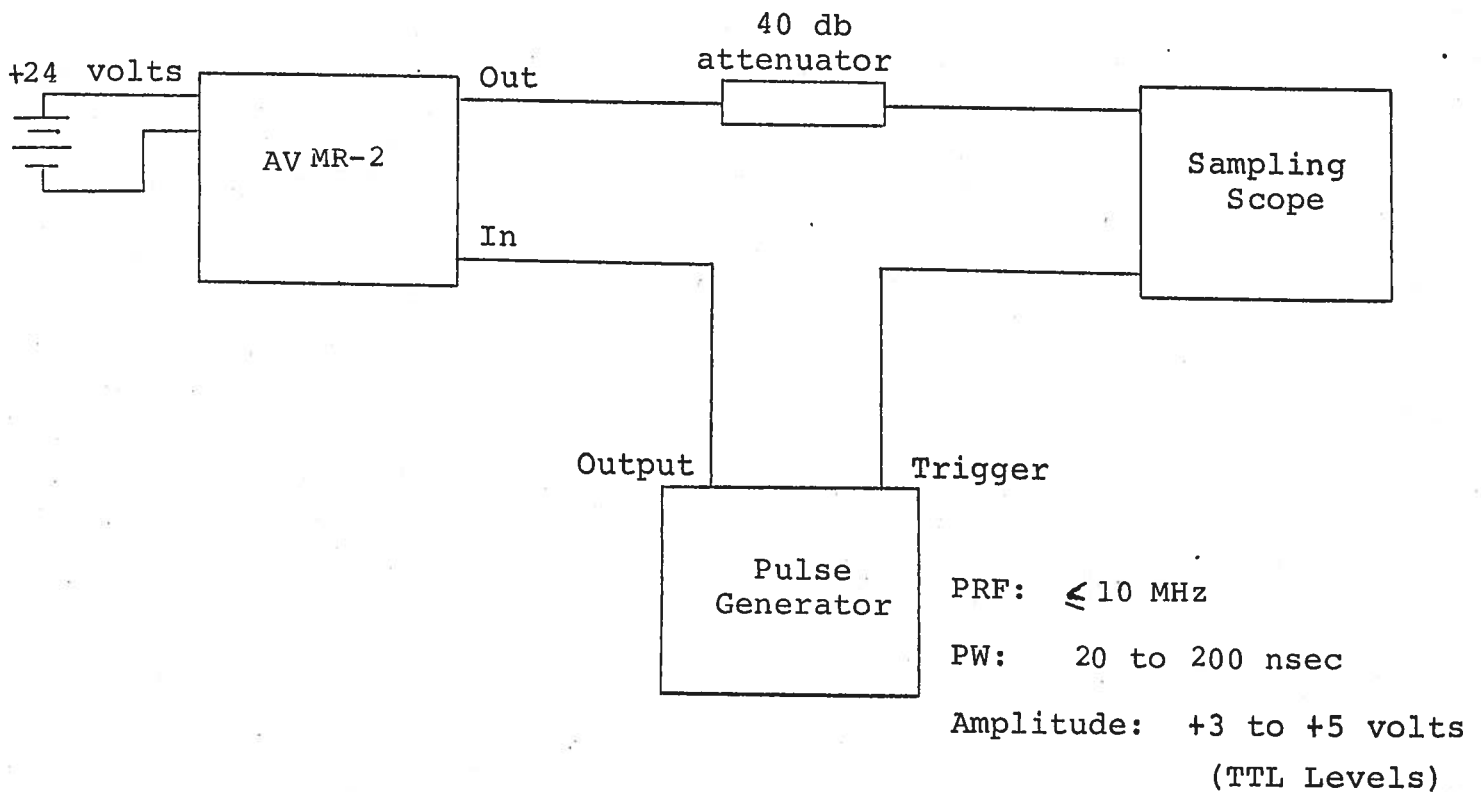 40 db
attenuator
+24 volts
Out
AV MR-2
Sampling
Scope
In
Output
Trigger
Pulse
Generator
PRF: ≤ 10 MHz
PW: 20 to 200 nsec
Amplitude: +3 to +5 volts
(TTL Levels)